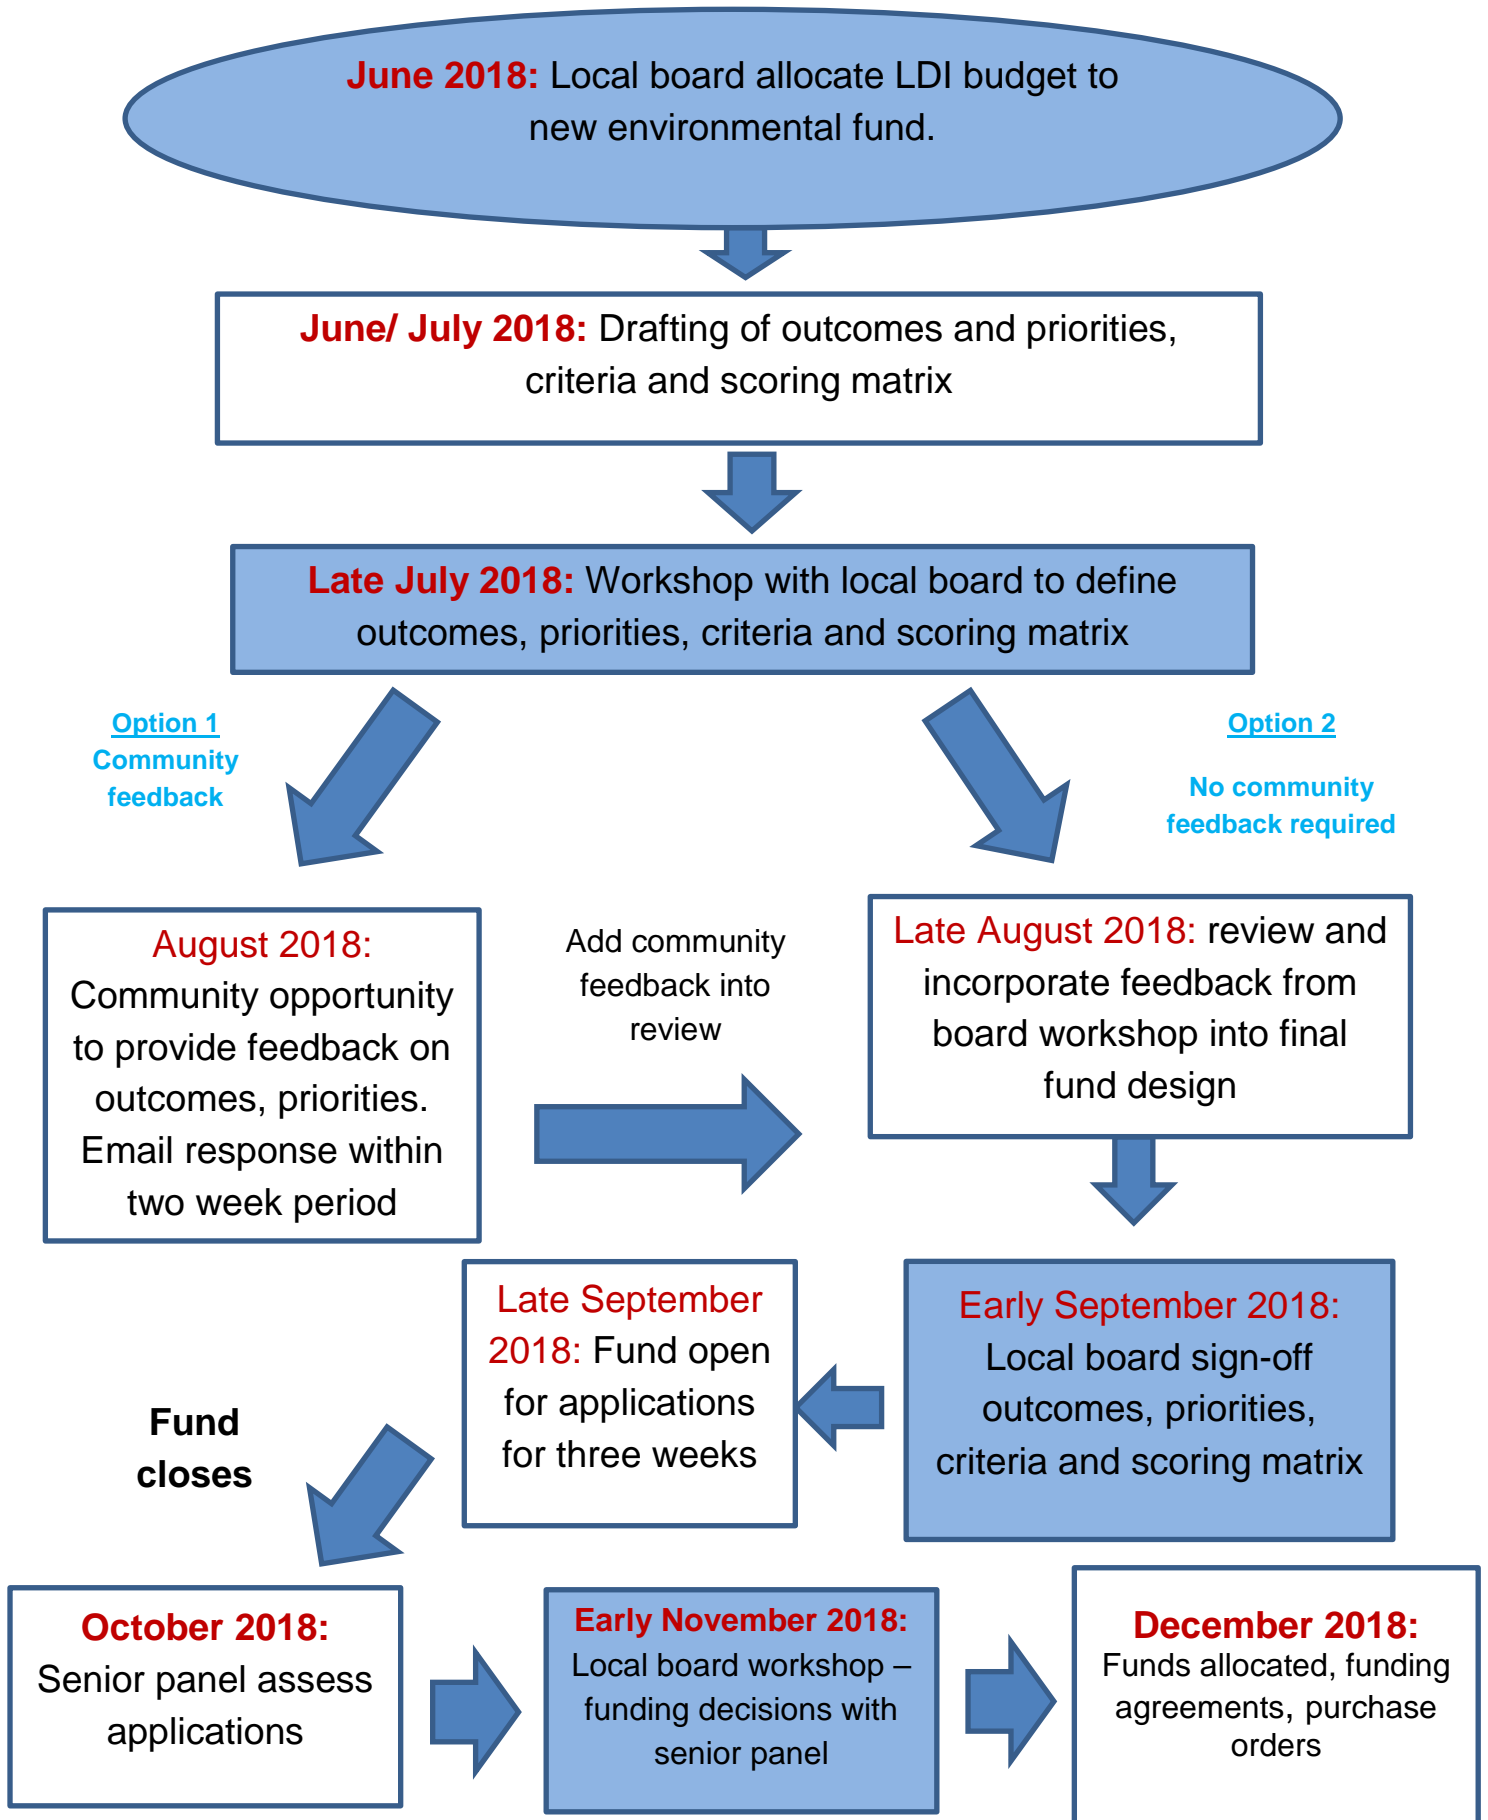 June 2018: Local board allocate LDI budget to
new environmental fund.
June/ July 2018: Drafting of outcomes and priorities,
criteria and scoring matrix
Late July 2018: Workshop with local board to define
outcomes, priorities, criteria and scoring matrix
Option 1
Community
feedback
Option 2
No community
feedback required
August 2018:
Community opportunity
to provide feedback on
outcomes, priorities.
Email response within
two week period
Add community
feedback into
review
Late August 2018: review and
incorporate feedback from
board workshop into final
fund design
Early September 2018:
Local board sign-off
outcomes, priorities,
criteria and scoring matrix
Late September
2018: Fund open
for applications
for three weeks
Fund
closes
October 2018:
Senior panel assess
applications
Early November 2018:
Local board workshop –
funding decisions with
senior panel
December 2018:
Funds allocated, funding
agreements, purchase
orders